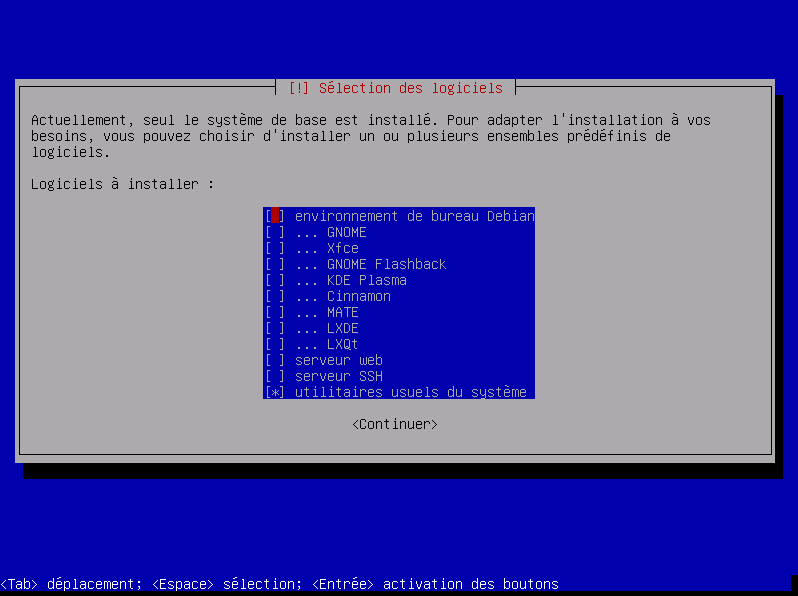 [!] Sélection des logiciels
Actuellement, seul le système de base est installé. Pour adapter l'installation à vos
besoins, vous pouvez choisir d'installer un ou plusieurs ensembles prédéfinis de
logiciels.
Logiciels à installer :
[ ] environnement de bureau Debian
[ ] ... GNOME
[ ] ... Xfce
[ ] ... GNOME Flashback
[ ] ... KDE Plasma
[ ] ... Cinnamon
[ ] ... MATE
[ ] ... LXDE
[ ] ... LXQt
[ ] serveur web
[ ] serveur SSH
[*] utilitaires usuels du système
<Continuer>
<Tab> déplacement; <Espace> sélection; <Entrée> activation des boutons